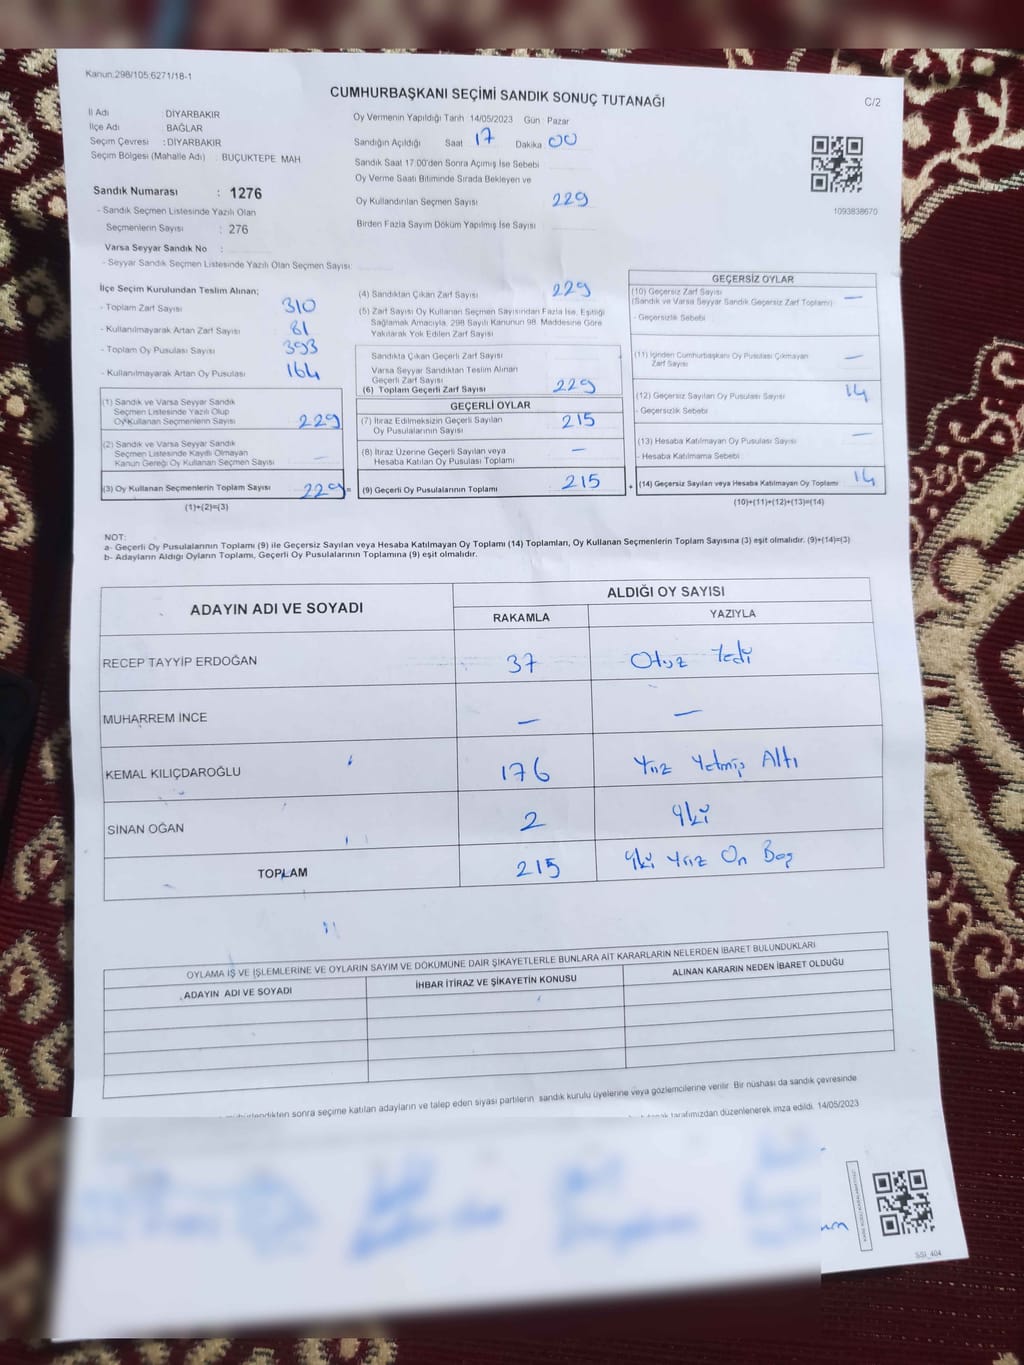 Kanun:298/105;6271/18-1
CUMHURBAŞKANI SEÇİMİ SANDIK SONUÇ TUTANAĞI
C/2
İl Adı DİYARBAKIR
İlçe Adı BAĞLAR
Seçim Çevresi : DİYARBAKIR
Seçim Bölgesi (Mahalle Adı) : BUÇUKTEPE MAH
Sandık Numarası : 1276
- Sandık Seçmen Listesinde Yazılı Olan
Seçmenlerin Sayısı : 276
Varsa Seyyar Sandık No :
- Seyyar Sandık Seçmen Listesinde Yazılı Olan Seçmen Sayısı
Oy Vermenin Yapıldığı Tarih 14/05/2023 Gün Pazar
Sandığın Açıldığı Saat 17 Dakika 00
Sandık Saat 17:00'den Sonra Açımış İse Sebebi
Oy Verme Saati Bitiminde Sırada Bekleyen ve
Oy Kullandırılan Seçmen Sayısı 229
Birden Fazla Sayım Döküm Yapılmış İse Sayısı
1093838670
İlçe Seçim Kurulundan Teslim Alınan;
- Toplam Zarf Sayısı 310
- Kullanılmayarak Artan Zarf Sayısı 81
- Toplam Oy Pusulası Sayısı 393
- Kullanılmayarak Artan Oy Pusulası 164
(1) Sandık ve Varsa Seyyar Sandık
Seçmen Listesinde Yazılı Olup
Oy Kullanan Seçmenlerin Sayısı 229
(2) Sandık ve Varsa Seyyar Sandık
Seçmen Listesinde Kayıtlı Olmayan
Kanun Gereği Oy Kullanan Seçmen Sayısı –
(3) Oy Kullanan Seçmenlerin Toplam Sayısı 229 =
(1)+(2)=(3)
(4) Sandıktan Çıkan Zarf Sayısı 229
(5) Zarf Sayısı Oy Kullanan Seçmen Sayısından Fazla İse, Eşitliği
Sağlamak Amacıyla, 298 Sayılı Kanunun 98. Maddesine Göre
Yakılarak Yok Edilen Zarf Sayısı
Sandıkta Çıkan Geçerli Zarf Sayısı
Varsa Seyyar Sandıktan Teslim Alınan
Geçerli Zarf Sayısı
(6) Toplam Geçerli Zarf Sayısı 229
GEÇERLİ OYLAR
(7) İtiraz Edilmeksizin Geçerli Sayılan
Oy Pusulalarının Sayısı 215
(8) İtiraz Üzerine Geçerli Sayılan veya
Hesaba Katılan Oy Pusulası Toplamı –
(9) Geçerli Oy Pusulalarının Toplamı 215 +
GEÇERSİZ OYLAR
(10) Geçersiz Zarf Sayısı
(Sandık ve Varsa Seyyar Sandık Geçersiz Zarf Toplamı) –
- Geçersizlik Sebebi
(11) İçinden Cumhurbaşkanı Oy Pusulası Çıkmayan
Zarf Sayısı –
(12) Geçersiz Sayılan Oy Pusulası Sayısı 14
- Geçersizlik Sebebi
(13) Hesaba Katılmayan Oy Pusulası Sayısı –
- Hesaba Katılmama Sebebi
(14) Geçersiz Sayılan veya Hesaba Katılmayan Oy Toplamı 14
(10)+(11)+(12)+(13)=(14)
NOT:
a- Geçerli Oy Pusulalarının Toplamı (9) ile Geçersiz Sayılan veya Hesaba Katılmayan Oy Toplamı (14) Toplamları, Oy Kullanan Seçmenlerin Toplam Sayısına (3) eşit olmalıdır. (9)+(14)=(3)
b- Adayların Aldığı Oyların Toplamı, Geçerli Oy Pusulalarının Toplamına (9) eşit olmalıdır.
ADAYIN ADI VE SOYADI ALDIĞI OY SAYISI
RAKAMLA YAZIYLA
RECEP TAYYİP ERDOĞAN 37 Otuz Yedi
MUHARREM İNCE – –
KEMAL KILIÇDAROĞLU 176 Yüz Yetmiş Altı
SİNAN OĞAN 2 İki
TOPLAM 215 İki Yüz On Beş
OYLAMA İŞ VE İŞLEMLERİNE VE OYLARIN SAYIM VE DÖKÜMÜNE DAİR ŞİKAYETLERLE BUNLARA AİT KARARLARIN NELERDEN İBARET BULUNDUKLARI
ADAYIN ADI VE SOYADI İHBAR İTİRAZ VE ŞİKAYETİN KONUSU ALINAN KARARIN NEDEN İBARET OLDUĞU
sonra seçime katılan adayların ve talep eden siyasi partilerin sandık kurulu üyelerine veya gözlemcilerine verilir. Bir nüshası da sandık çevresinde
tarafımızdan düzenlenerek imza edildi. 14/05/2023
SSI_404